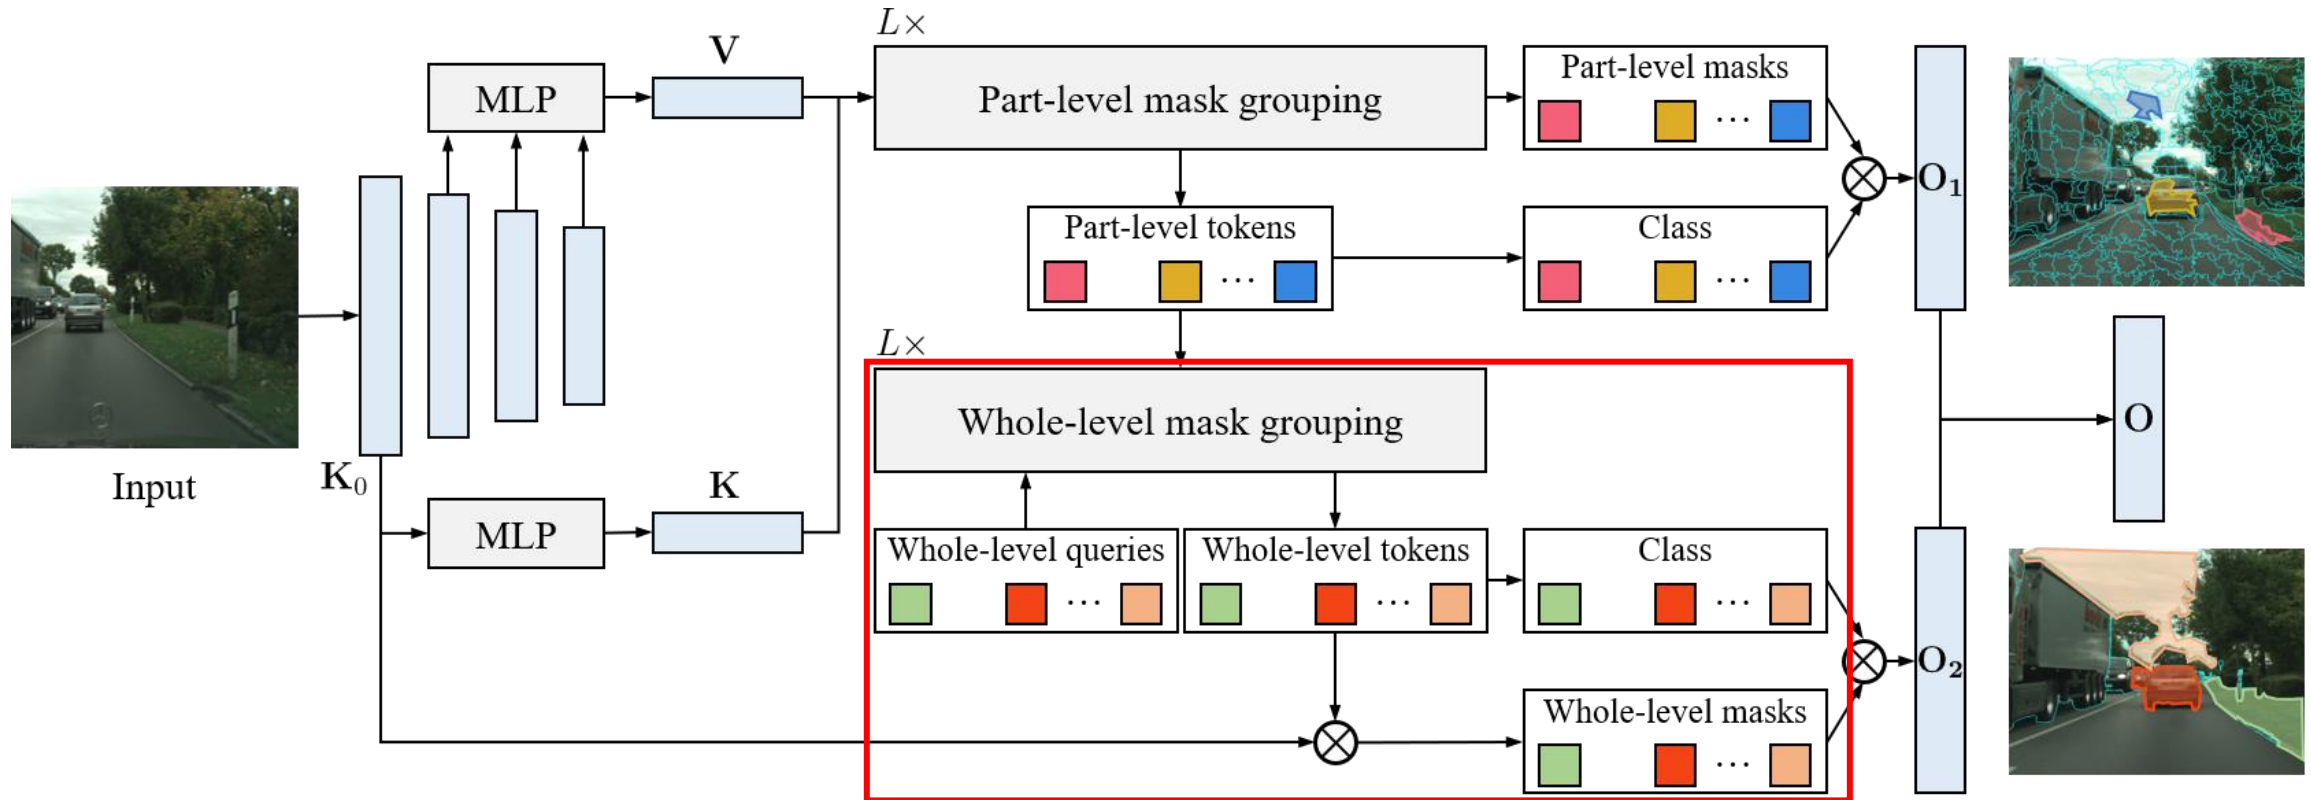 L×
V
MLP
Part-level mask grouping
Part-level masks
...
O₁
Part-level tokens
...
Class
...
Input
K₀
MLP
K
L×
Whole-level mask grouping
Whole-level queries
...
Whole-level tokens
...
Class
...
Whole-level masks
...
O₂
O